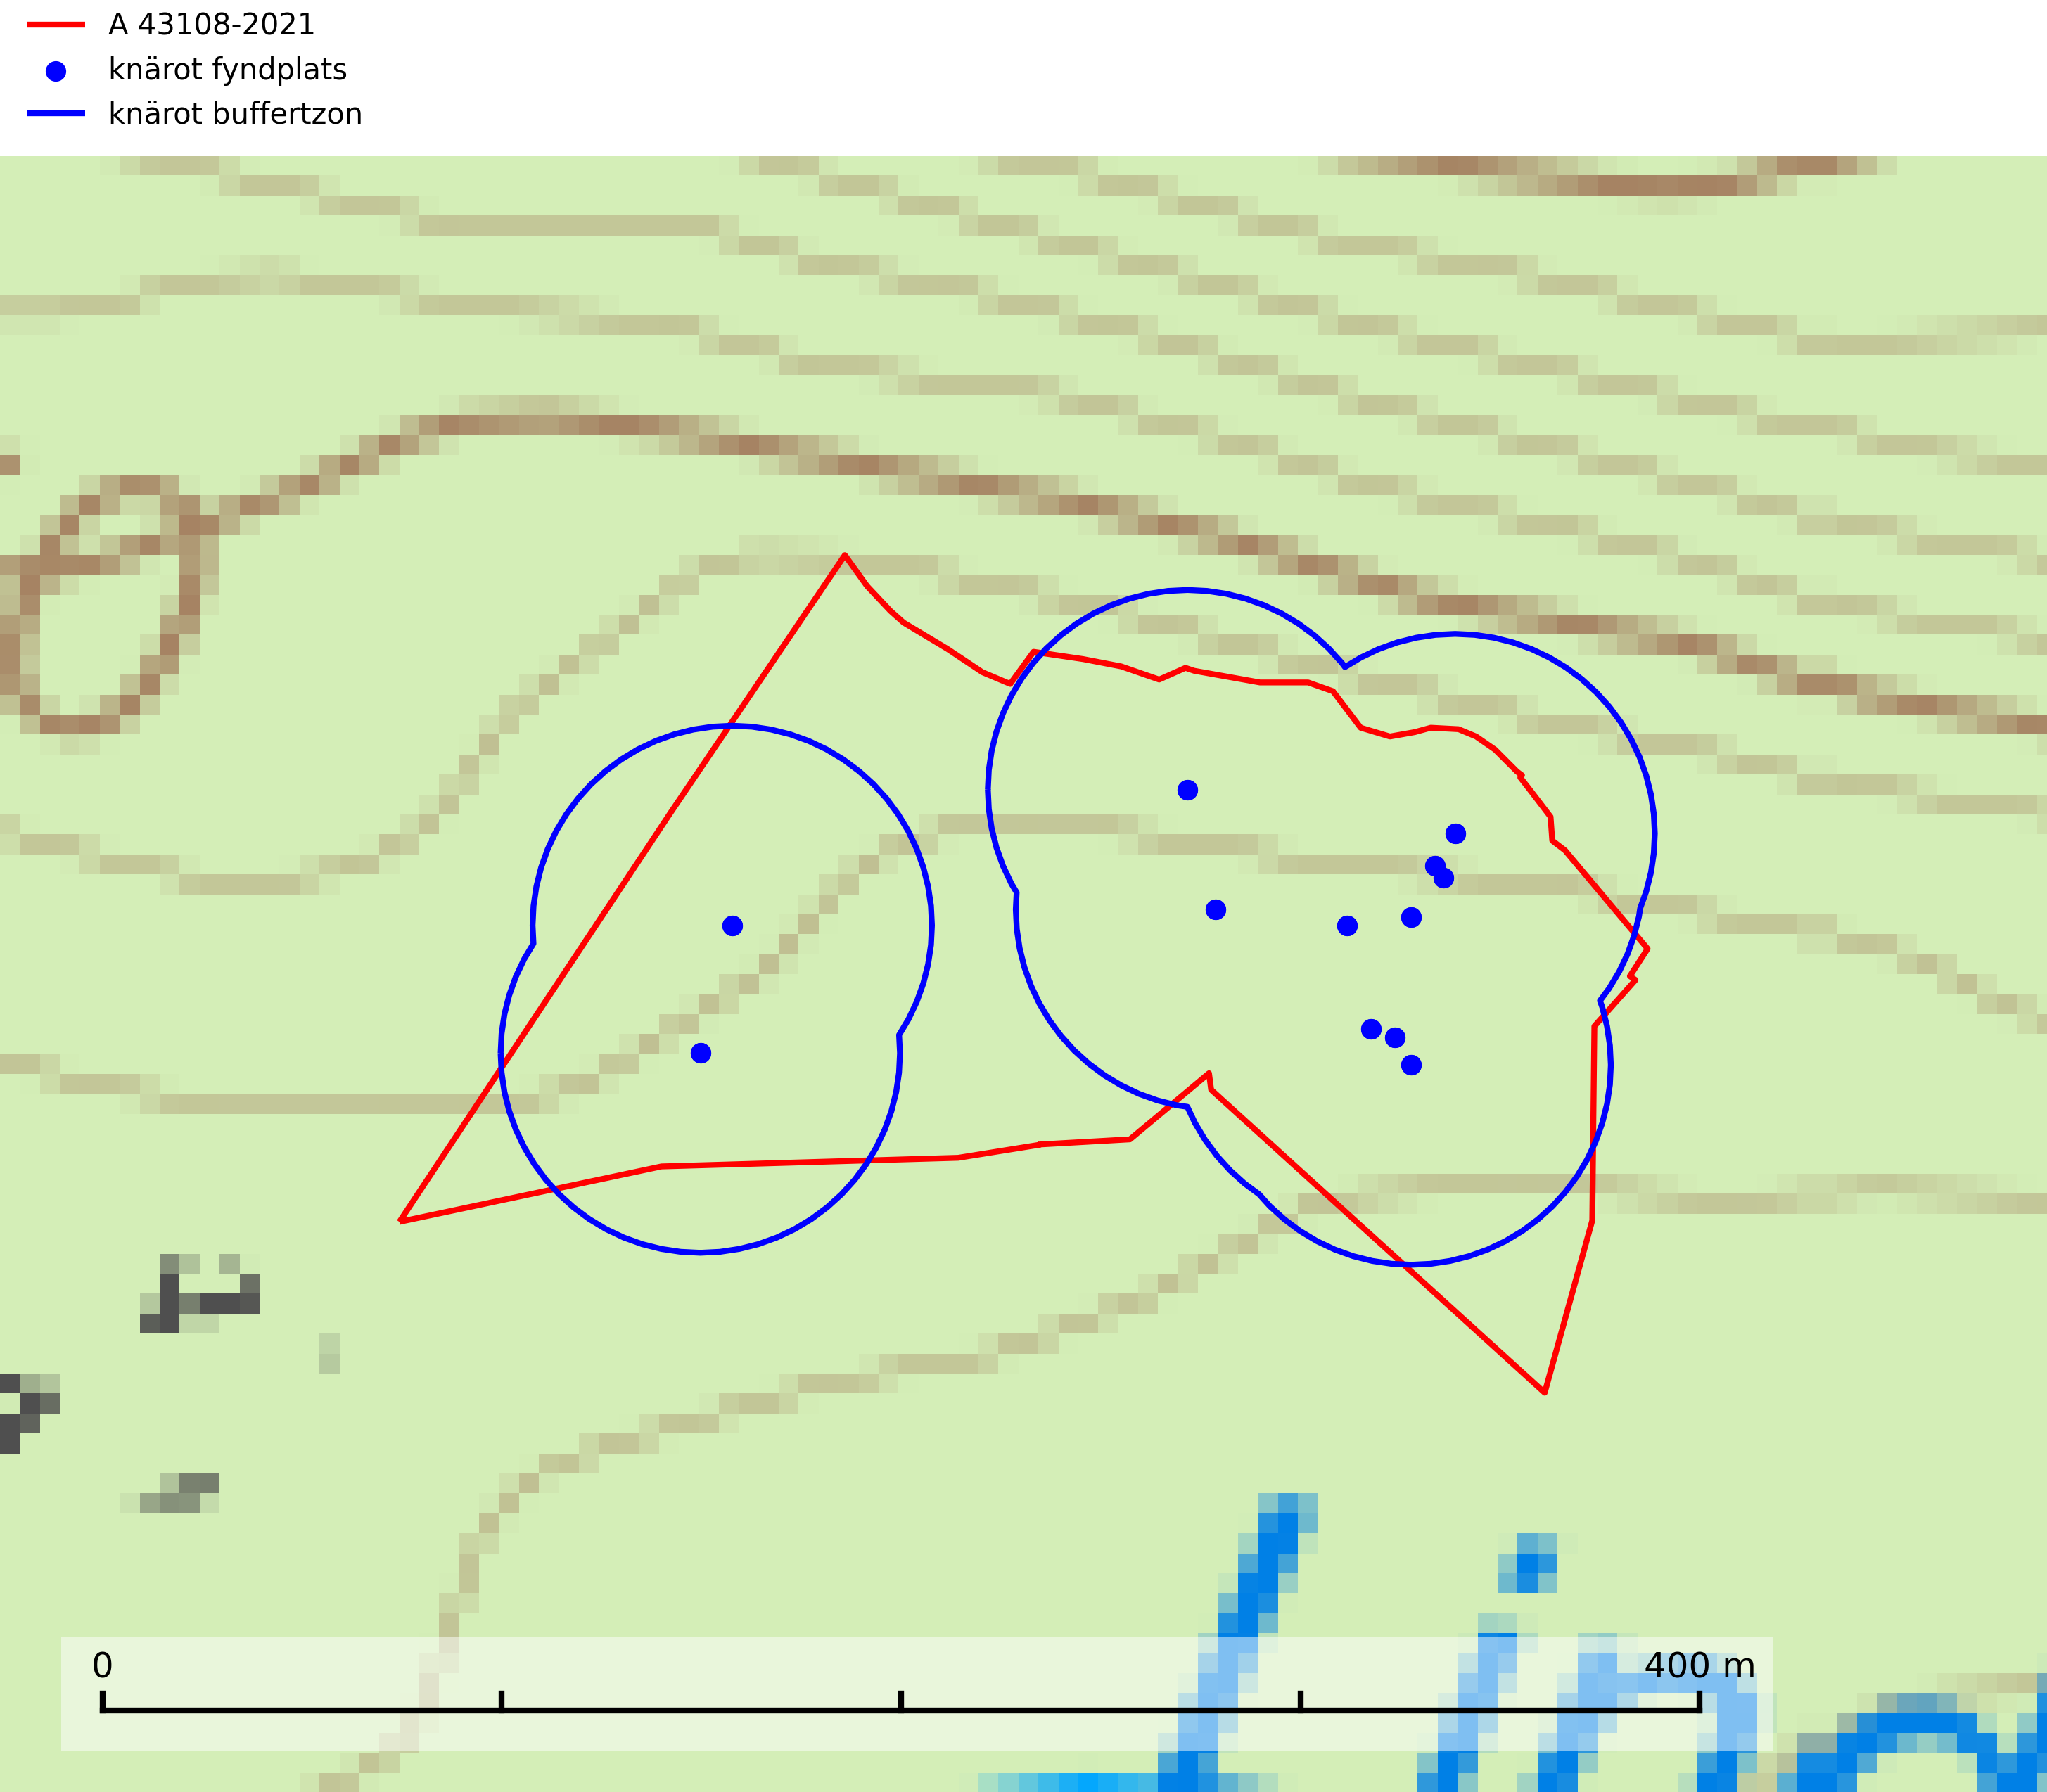 A 43108-2021
knärot fyndplats
knärot buffertzon
0 400 m